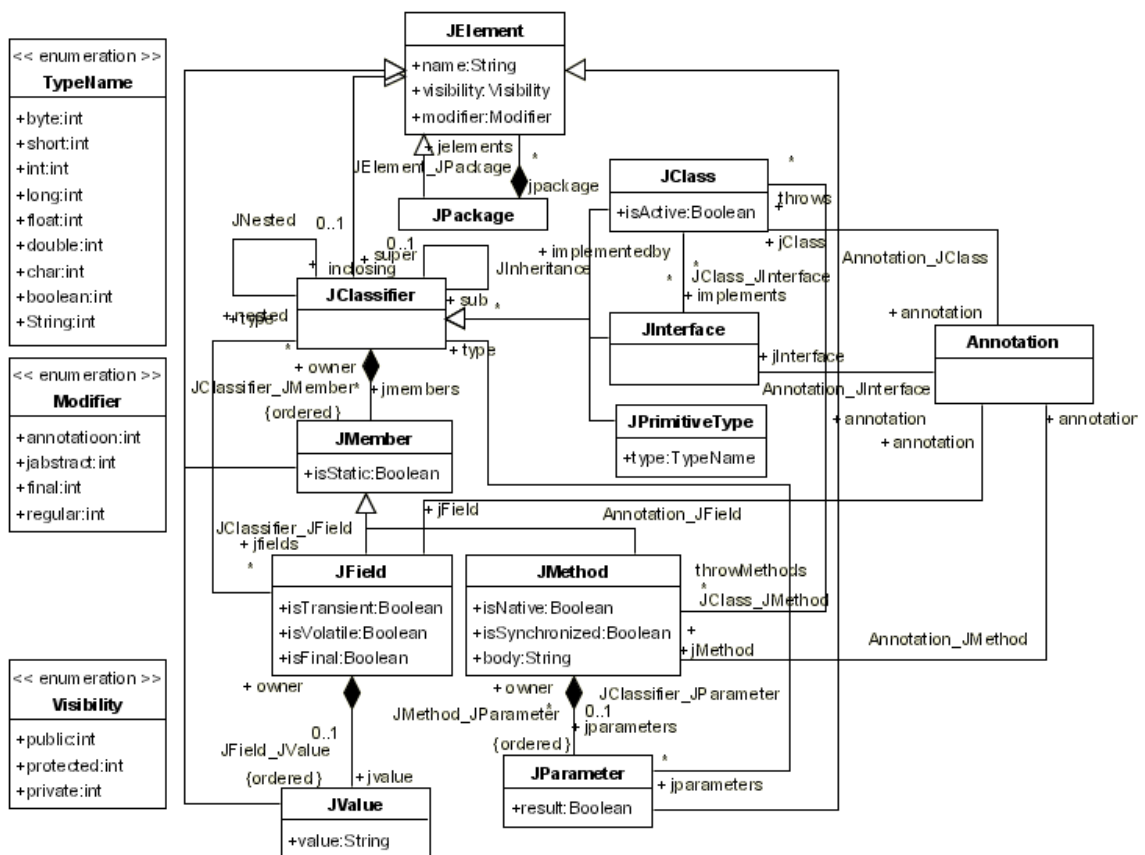 << enumeration >>
TypeName
+byte:int
+short:int
+int:int
+long:int
+float:int
+double:int
+char:int
+boolean:int
+String:int
<< enumeration >>
Modifier
+annotatioon:int
+jabstract:int
+final:int
+regular:int
<< enumeration >>
Visibility
+public:int
+protected:int
+private:int
JElement
+name:String
+visibility:Visibility
+modifier:Modifier
+ jelements
*
JElement_JPackage
jpackage
JPackage
JClass
+isActive:Boolean
*
throws
+
+ jClass
JNested
0..1
0..1
+ super
+ inclosing
JInheritance
+ implementedby
*
JClass_JInterface
*
+ implements
Annotation_JClass
+ annotation
JClassifier
+ sub
*
+ nested
+ type
*
+ type
JInterface
+ jInterface
Annotation_JInterface
+ annotation
Annotation
+ owner
JClassifier_JMember
*
+ jmembers
{ordered}
JMember
+isStatic:Boolean
JPrimitiveType
+type:TypeName
+ annotation
+ annotation
+ jField
Annotation_JField
JClassifier_JField
+ jfields
*
JField
+isTransient:Boolean
+isVolatile:Boolean
+isFinal:Boolean
JMethod
+isNative:Boolean
+isSynchronized:Boolean
+body:String
throwMethods
*
JClass_JMethod
+
+ jMethod
Annotation_JMethod
+ owner
0..1
JField_JValue
{ordered}
+ jvalue
JValue
+value:String
+ owner
JClassifier_JParameter
JMethod_JParameter
*
0..1
+ jparameters
{ordered}
JParameter
+result:Boolean
*
+ jparameters